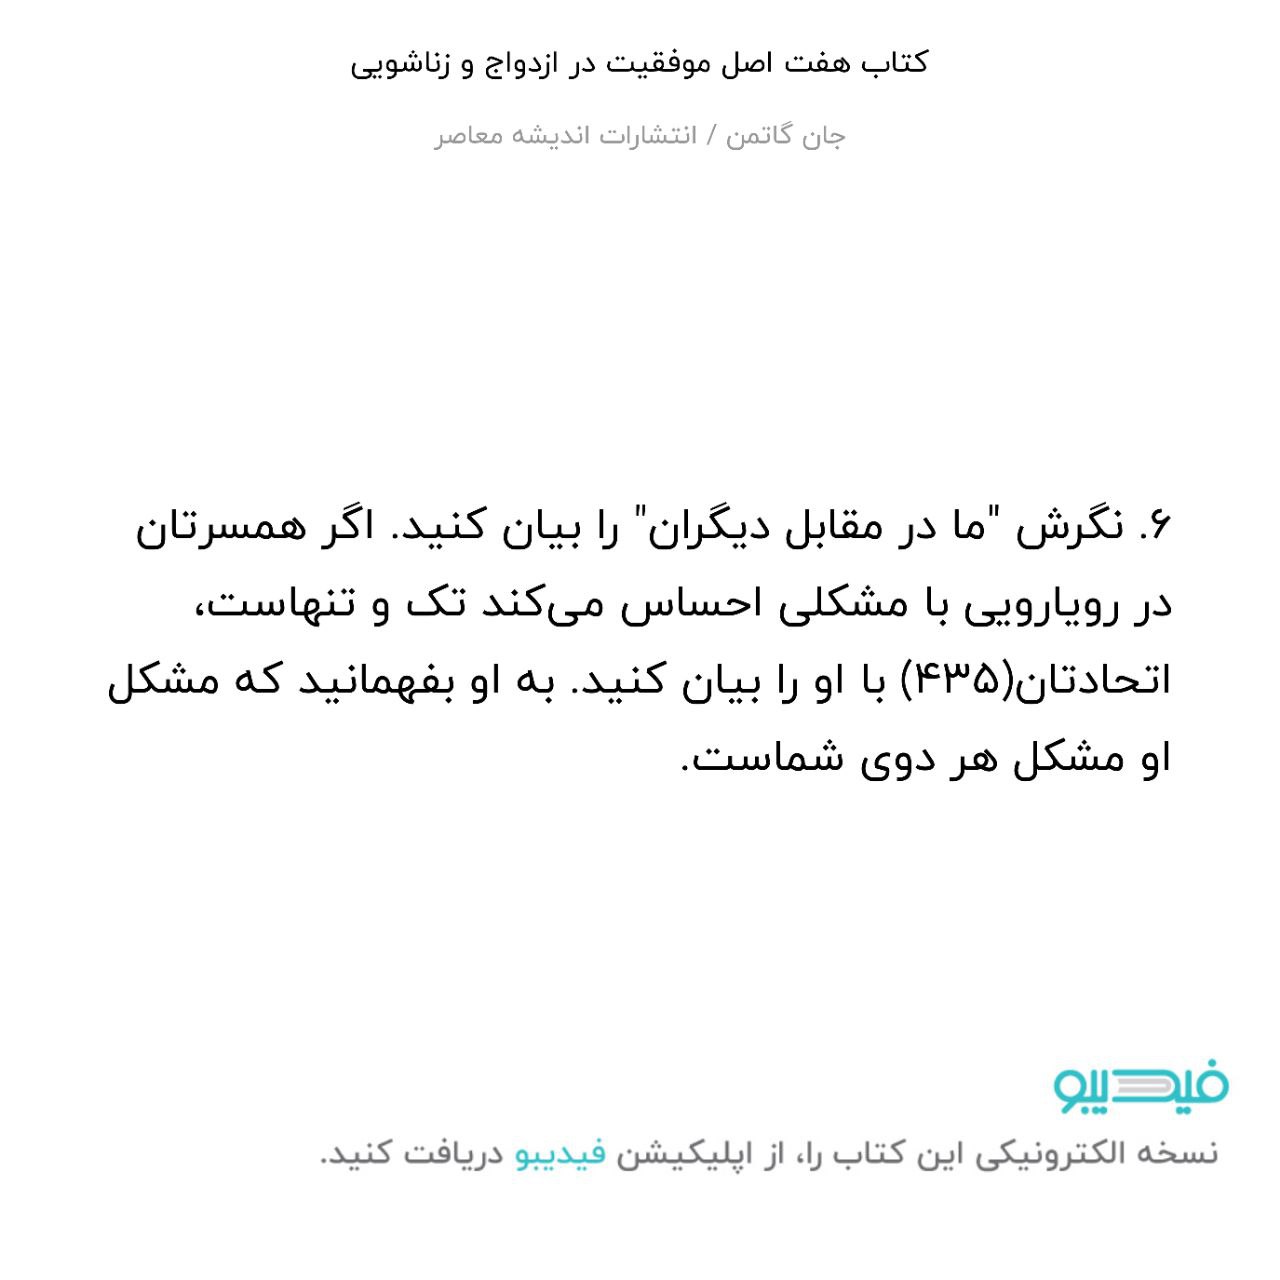 کتاب هفت اصل موفقیت در ازدواج و زناشویی
جان گاتمن / انتشارات اندیشه معاصر
۶. نگرش "ما در مقابل دیگران" را بیان کنید. اگر همسرتان
در رویارویی با مشکلی احساس می‌کند تک و تنهاست،
اتحادتان(۴۳۵) با او را بیان کنید. به او بفهمانید که مشکل
او مشکل هر دوی شماست.
فیدیبو
نسخه الکترونیکی این کتاب را، از اپلیکیشن فیدیبو دریافت کنید.